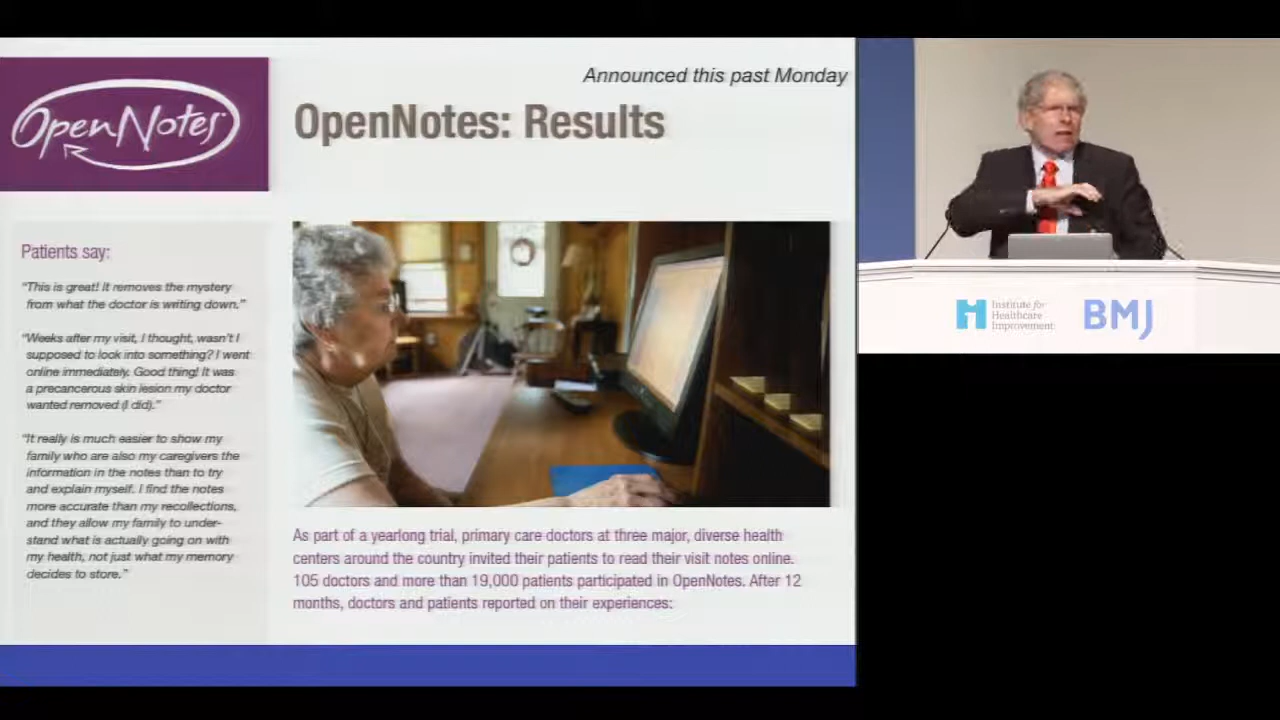 Announced this past Monday
OpenNotes
OpenNotes: Results
Patients say:
“This is great! It removes the mystery
from what the doctor is writing down.”
“Weeks after my visit, I thought, wasn’t I
supposed to look into something? I went
online immediately. Good thing! It was
a precancerous skin lesion my doctor
wanted removed (I did).”
“It really is much easier to show my
family who are also my caregivers the
information in the notes than to try
and explain myself. I find the notes
more accurate than my recollections,
and they allow my family to under-
stand what is actually going on with
my health, not just what my memory
decides to store.”
As part of a yearlong trial, primary care doctors at three major, diverse health
centers around the country invited their patients to read their visit notes online.
105 doctors and more than 19,000 patients participated in OpenNotes. After 12
months, doctors and patients reported on their experiences:
Institute for
Healthcare
Improvement
BMJ